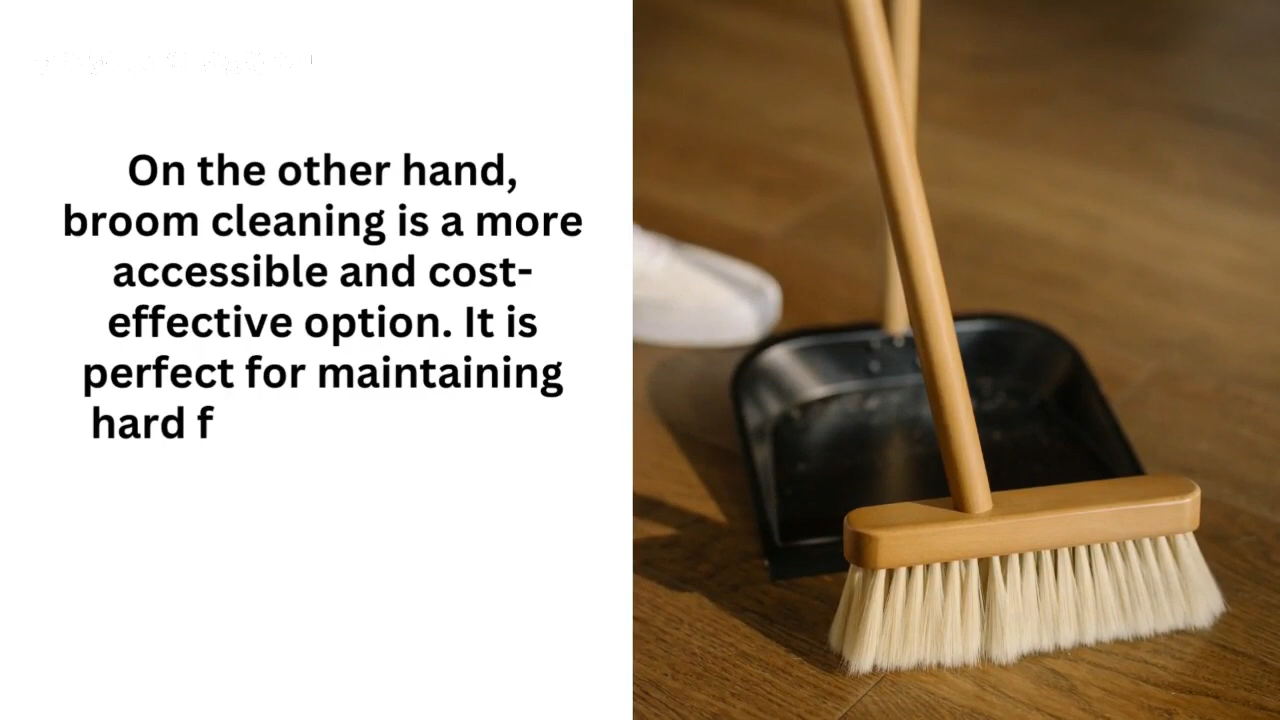 On the other hand,
broom cleaning is a more
accessible and cost-
effective option. It is
perfect for maintaining
hard f